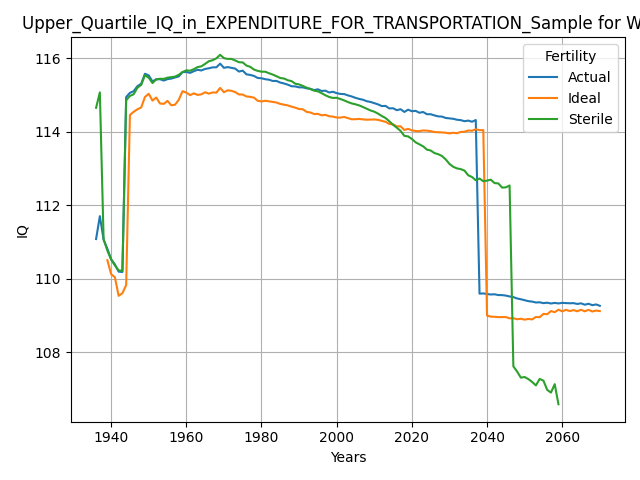 Upper_Quartile_IQ_in_EXPENDITURE_FOR_TRANSPORTATION_Sample for W
Fertility
Actual
Ideal
Sterile
116
114
112
110
108
IQ
1940 1960 1980 2000 2020 2040 2060
Years